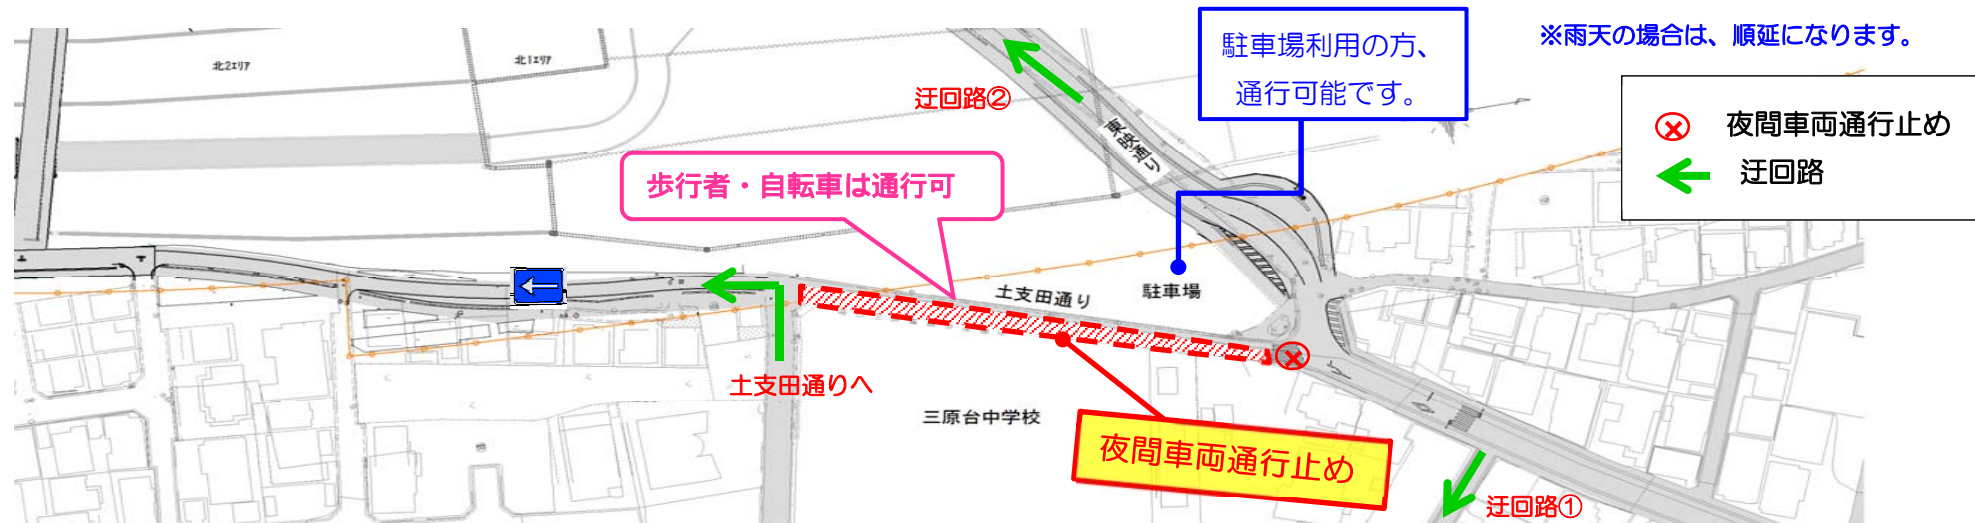 ※雨天の場合は、順延になります。
駐車場利用の方、
通行可能です。
夜間車両通行止め
迂回路
北2エリア
北1エリア
迂回路②
東映通り
歩行者・自転車は通行可
土支田通り
駐車場
土支田通りへ
三原台中学校
夜間車両通行止め
迂回路①